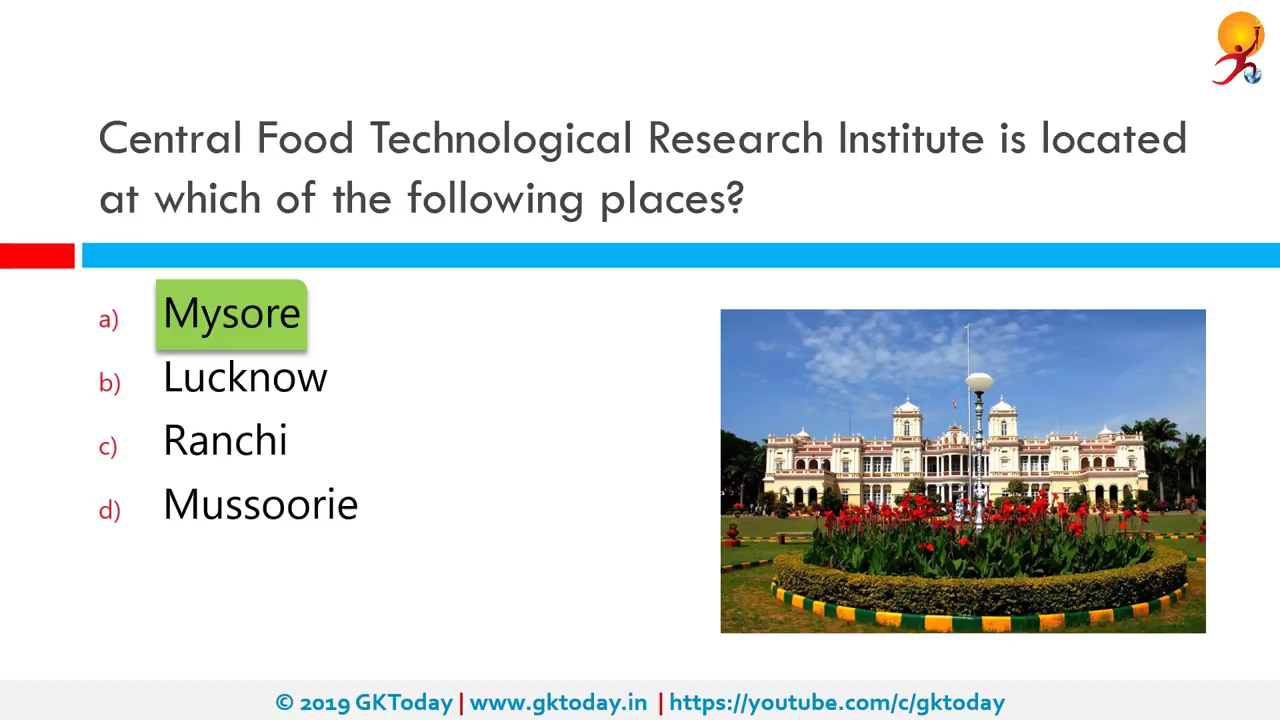 Central Food Technological Research Institute is located
at which of the following places?
a) Mysore
b) Lucknow
c) Ranchi
d) Mussoorie
© 2019 GKToday | www.gktoday.in | https://youtube.com/c/gktoday